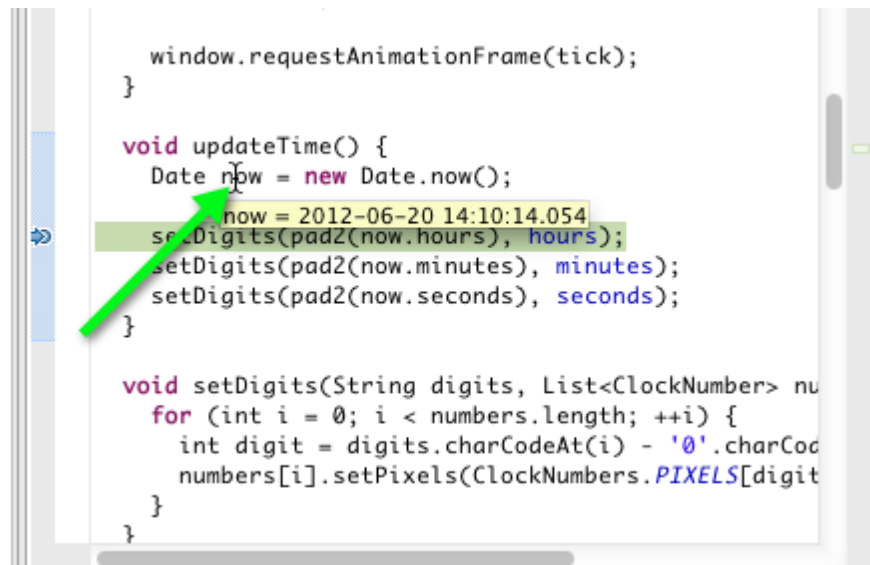 window.requestAnimationFrame(tick);
}
void updateTime() {
Date now = new Date.now();
now = 2012-06-20 14:10:14.054
setDigits(pad2(now.hours), hours);
setDigits(pad2(now.minutes), minutes);
setDigits(pad2(now.seconds), seconds);
}
void setDigits(String digits, List<ClockNumber> nu
for (int i = 0; i < numbers.length; ++i) {
int digit = digits.charCodeAt(i) - '0'.charCod
numbers[i].setPixels(ClockNumbers.PIXELS[digit
}
}